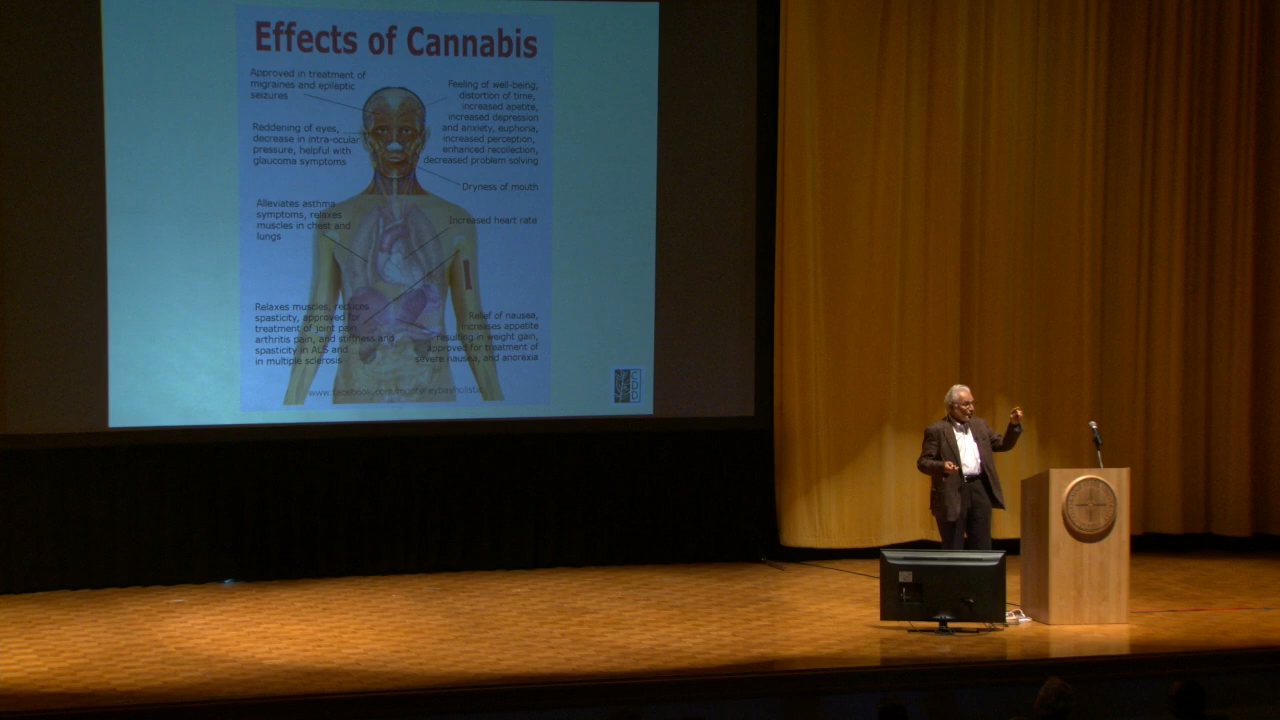 Effects of Cannabis
Approved in treatment of
migraines and epileptic
seizures
Feeling of well-being,
distortion of time,
increased apetite,
increased depression
and anxiety, euphoria,
increased perception,
enhanced recollection,
decreased problem solving
Reddening of eyes,
decrease in intra-ocular
pressure, helpful with
glaucoma symptoms
Dryness of mouth
Alleviates asthma
symptoms, relaxes
muscles in chest and
lungs
Increased heart rate
Relaxes muscles, reduces
spasticity, approved for
treatment of joint pain
arthritis pain, and stiffness and
spasticity in ALS and
in multiple sclerosis
Relief of nausea,
increases appetite
resulting in weight gain,
approved for treatment of
severe nausea, and anorexia